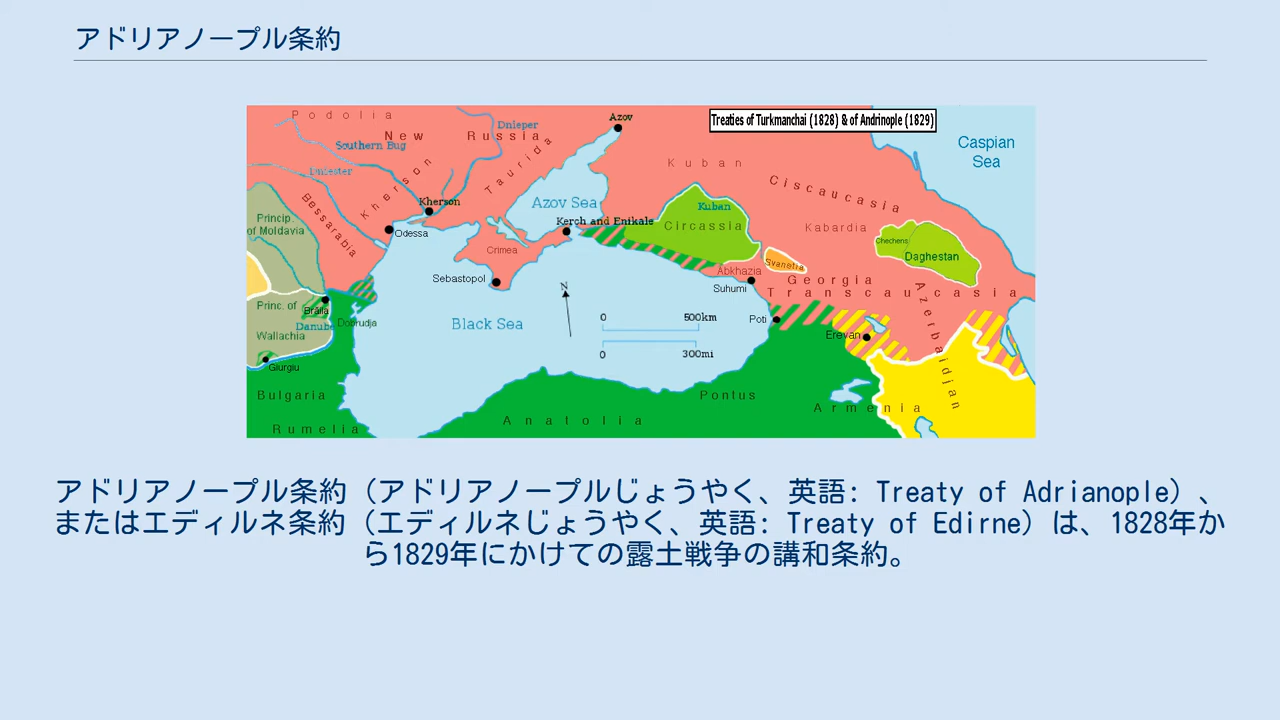 アドリアノープル条約
Treaties of Turkmanchai (1828) & of Andrinople (1829)
Podolia
New Russia
Dnieper
Azov
Southern Bug
Caspian Sea
Dniester
Kherson
Taurida
Kuban
Ciscaucasia
Bessarabia
Kherson
Azov Sea
Kuban
Princip. of Moldavia
Odessa
Kerch and Enikale
Circassia
Kabardia
Chechens
Daghestan
Crimea
Svanetia
Abkhazia
Georgia
Sebastopol
Suhumi
Transcaucasia
N
Princ. of Wallachia
Brăila
Danube
Dobrudja
Black Sea
0 500km
0 300mi
Poti
Erevan
Azerbaidjan
Giurgiu
Bulgaria
Pontus
Armenia
Anatolia
Rumelia
アドリアノープル条約（アドリアノープルじょうやく、英語: Treaty of Adrianople）、
またはエディルネ条約（エディルネじょうやく、英語: Treaty of Edirne）は、1828年か
ら1829年にかけての露土戦争の講和条約。